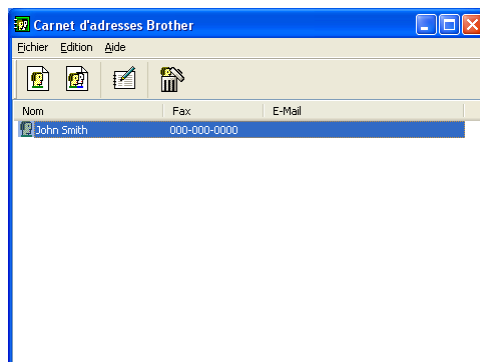 Carnet d'adresses Brother
Fichier Edition Aide
Nom Fax E-Mail
John Smith 000-000-0000